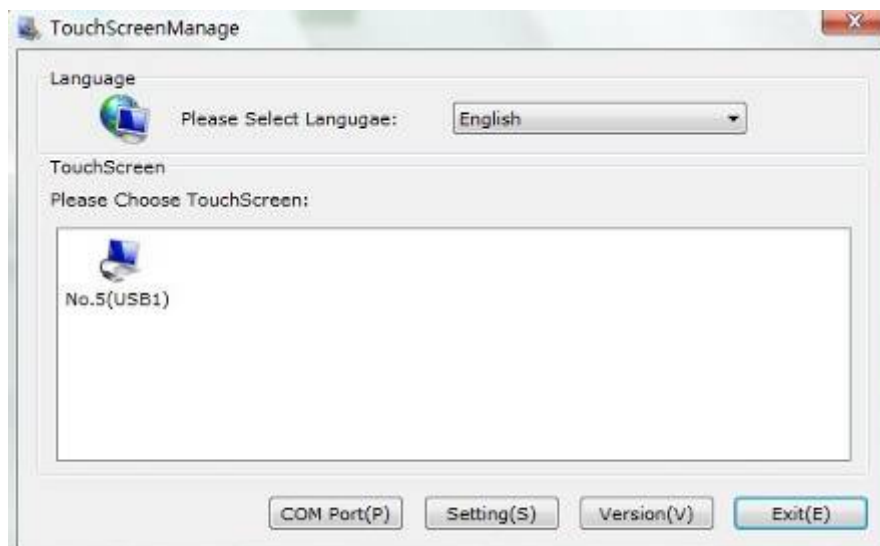 TouchScreenManage
Language
Please Select Langugae:
English
TouchScreen
Please Choose TouchScreen:
No.5(USB1)
COM Port(P)
Setting(S)
Version(V)
Exit(E)